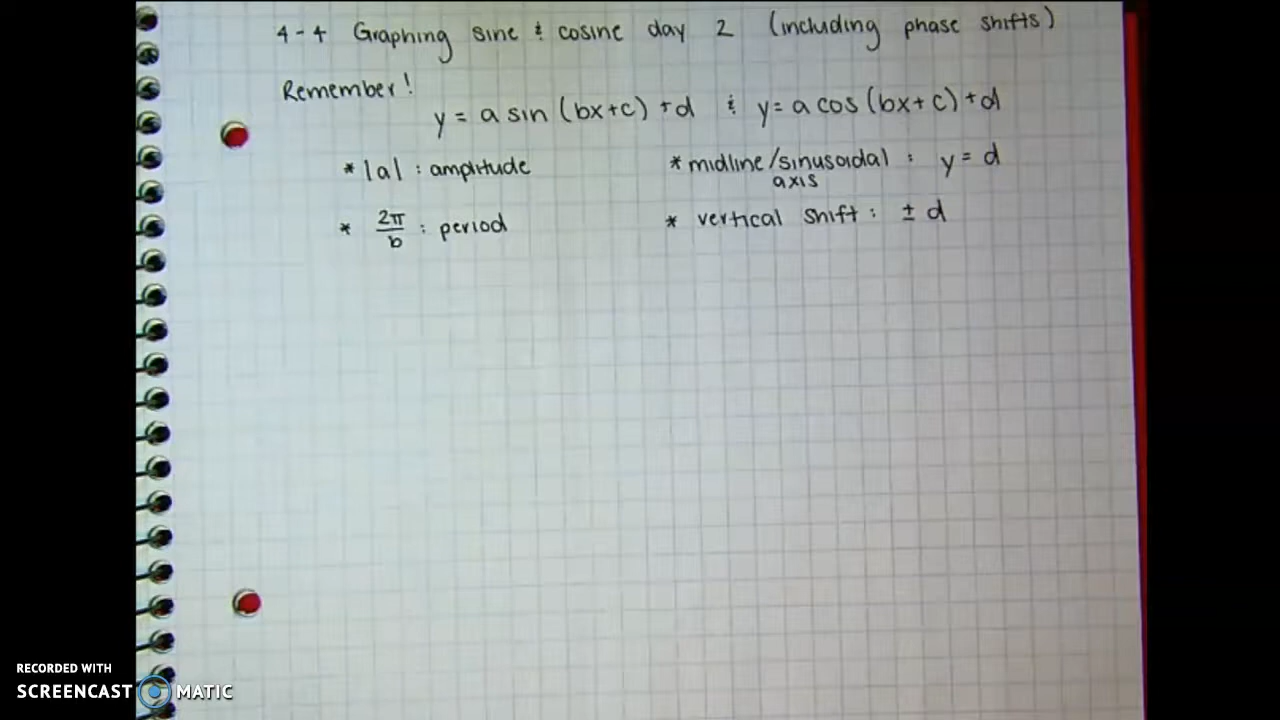 4-4 Graphing sine & cosine day 2 (including phase shifts)
Remember!
y = a sin (bx+c) + d & y = a cos (bx + c) + d
* |a| : amplitude
* midline/sinusoidal axis : y = d
* 2π/b : period
* vertical shift : ± d
RECORDED WITH
SCREENCAST MATIC